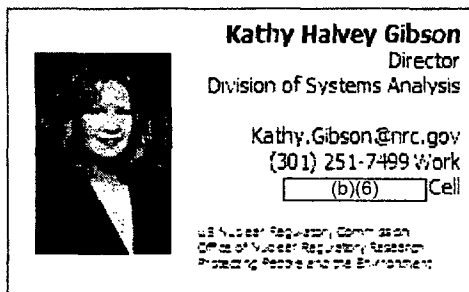 Kathy Halvey Gibson
Director
Division of Systems Analysis
Kathy.Gibson@nrc.gov
(301) 251-7499 Work
(b)(6) Cell
US Nuclear Regulatory Commission
Office of Nuclear Regulatory Research
Protecting People and the Environment